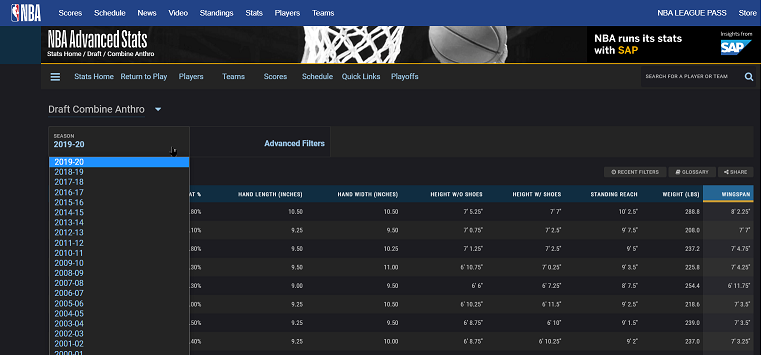 NBA Scores Schedule News Video Standings Stats Players Teams NBA LEAGUE PASS Store
NBA Advanced Stats
Stats Home / Draft / Combine Anthro
NBA runs its stats
with SAP
Insights from
SAP
Stats Home Return to Play Players Teams Scores Schedule Quick Links Playoffs SEARCH FOR A PLAYER OR TEAM
Draft Combine Anthro
SEASON
2019-20
Advanced Filters
RECENT FILTERS GLOSSARY SHARE
2019-20
2018-19
2017-18
2016-17
2015-16
2014-15
2013-14
2012-13
2011-12
2010-11
2009-10
2008-09
2007-08
2006-07
2005-06
2004-05
2003-04
2002-03
2001-02
2000-01
AT % HAND LENGTH (INCHES) HAND WIDTH (INCHES) HEIGHT W/O SHOES HEIGHT W/ SHOES STANDING REACH WEIGHT (LBS) WINGSPAN
.80% 10.50 10.50 7' 5.25" 7' 7" 10' 2.5" 288.8 8' 2.25"
.10% 9.25 9.50 7' 0.75" 7' 2.5" 9' 7.5" 208.0 7' 7"
.80% 9.50 10.25 7' 1.25" 7' 2.5" 9' 5" 237.2 7' 4.75"
.30% 9.50 11.00 6' 10.75" 7' 0.25" 9' 3.5" 225.8 7' 4.25"
.30% 9.00 9.50 6' 6" 6' 7.25" 8' 7.5" 254.4 6' 11.75"
.00% 9.25 10.50 6' 10.25" 6' 11.5" 9' 2.5" 218.6 7' 3.5"
.50% 9.25 9.50 6' 8.75" 6' 10" 9' 1.5" 239.0 7' 3.5"
.40% 9.25 10.00 6' 8.75" 6' 10.25" 9' 2" 237.0 7' 3.25"